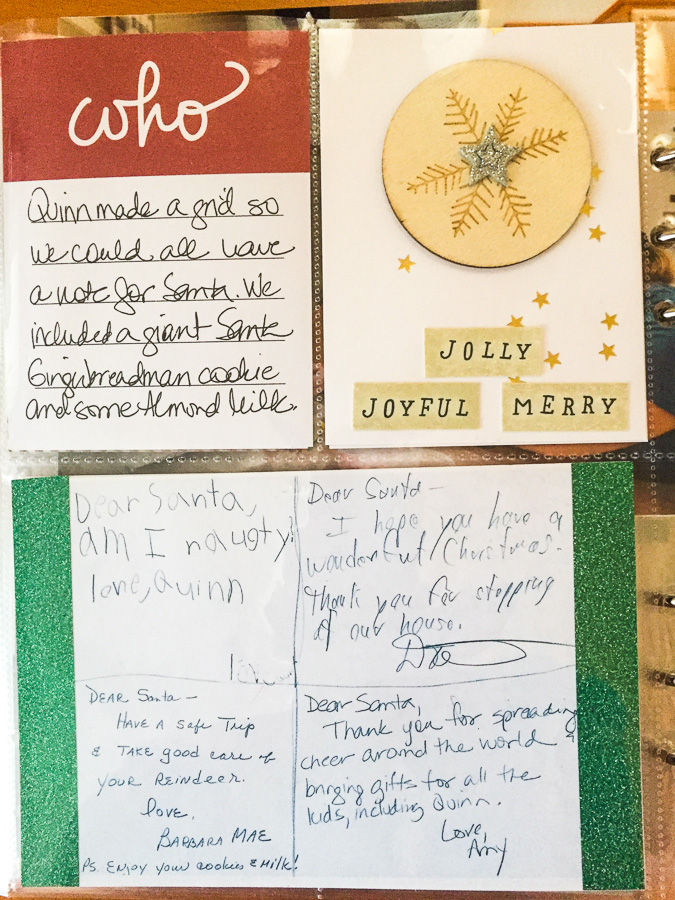 who
Quinn made a grid so
we could all have
a note for Santa. We
included a giant Santa
Gingerbreadman cookie
and some Almond Milk.
JOLLY
JOYFUL MERRY
Dear Santa,
am I naughty?
love, Quinn
Dear Santa—
I hope you have a
wonderful Christmas.
Thank you for stopping
at our house.
DEAR Santa—
HAVE A safe Trip
& TAKE good care of
YOUR REINDEER.
love,
BARBARA MAE
PS. ENJOY your cookies & Milk!
Dear Santa,
Thank you for spreading
cheer around the world &
bringing gifts for all the
kids, including Quinn.
Love,
Amy